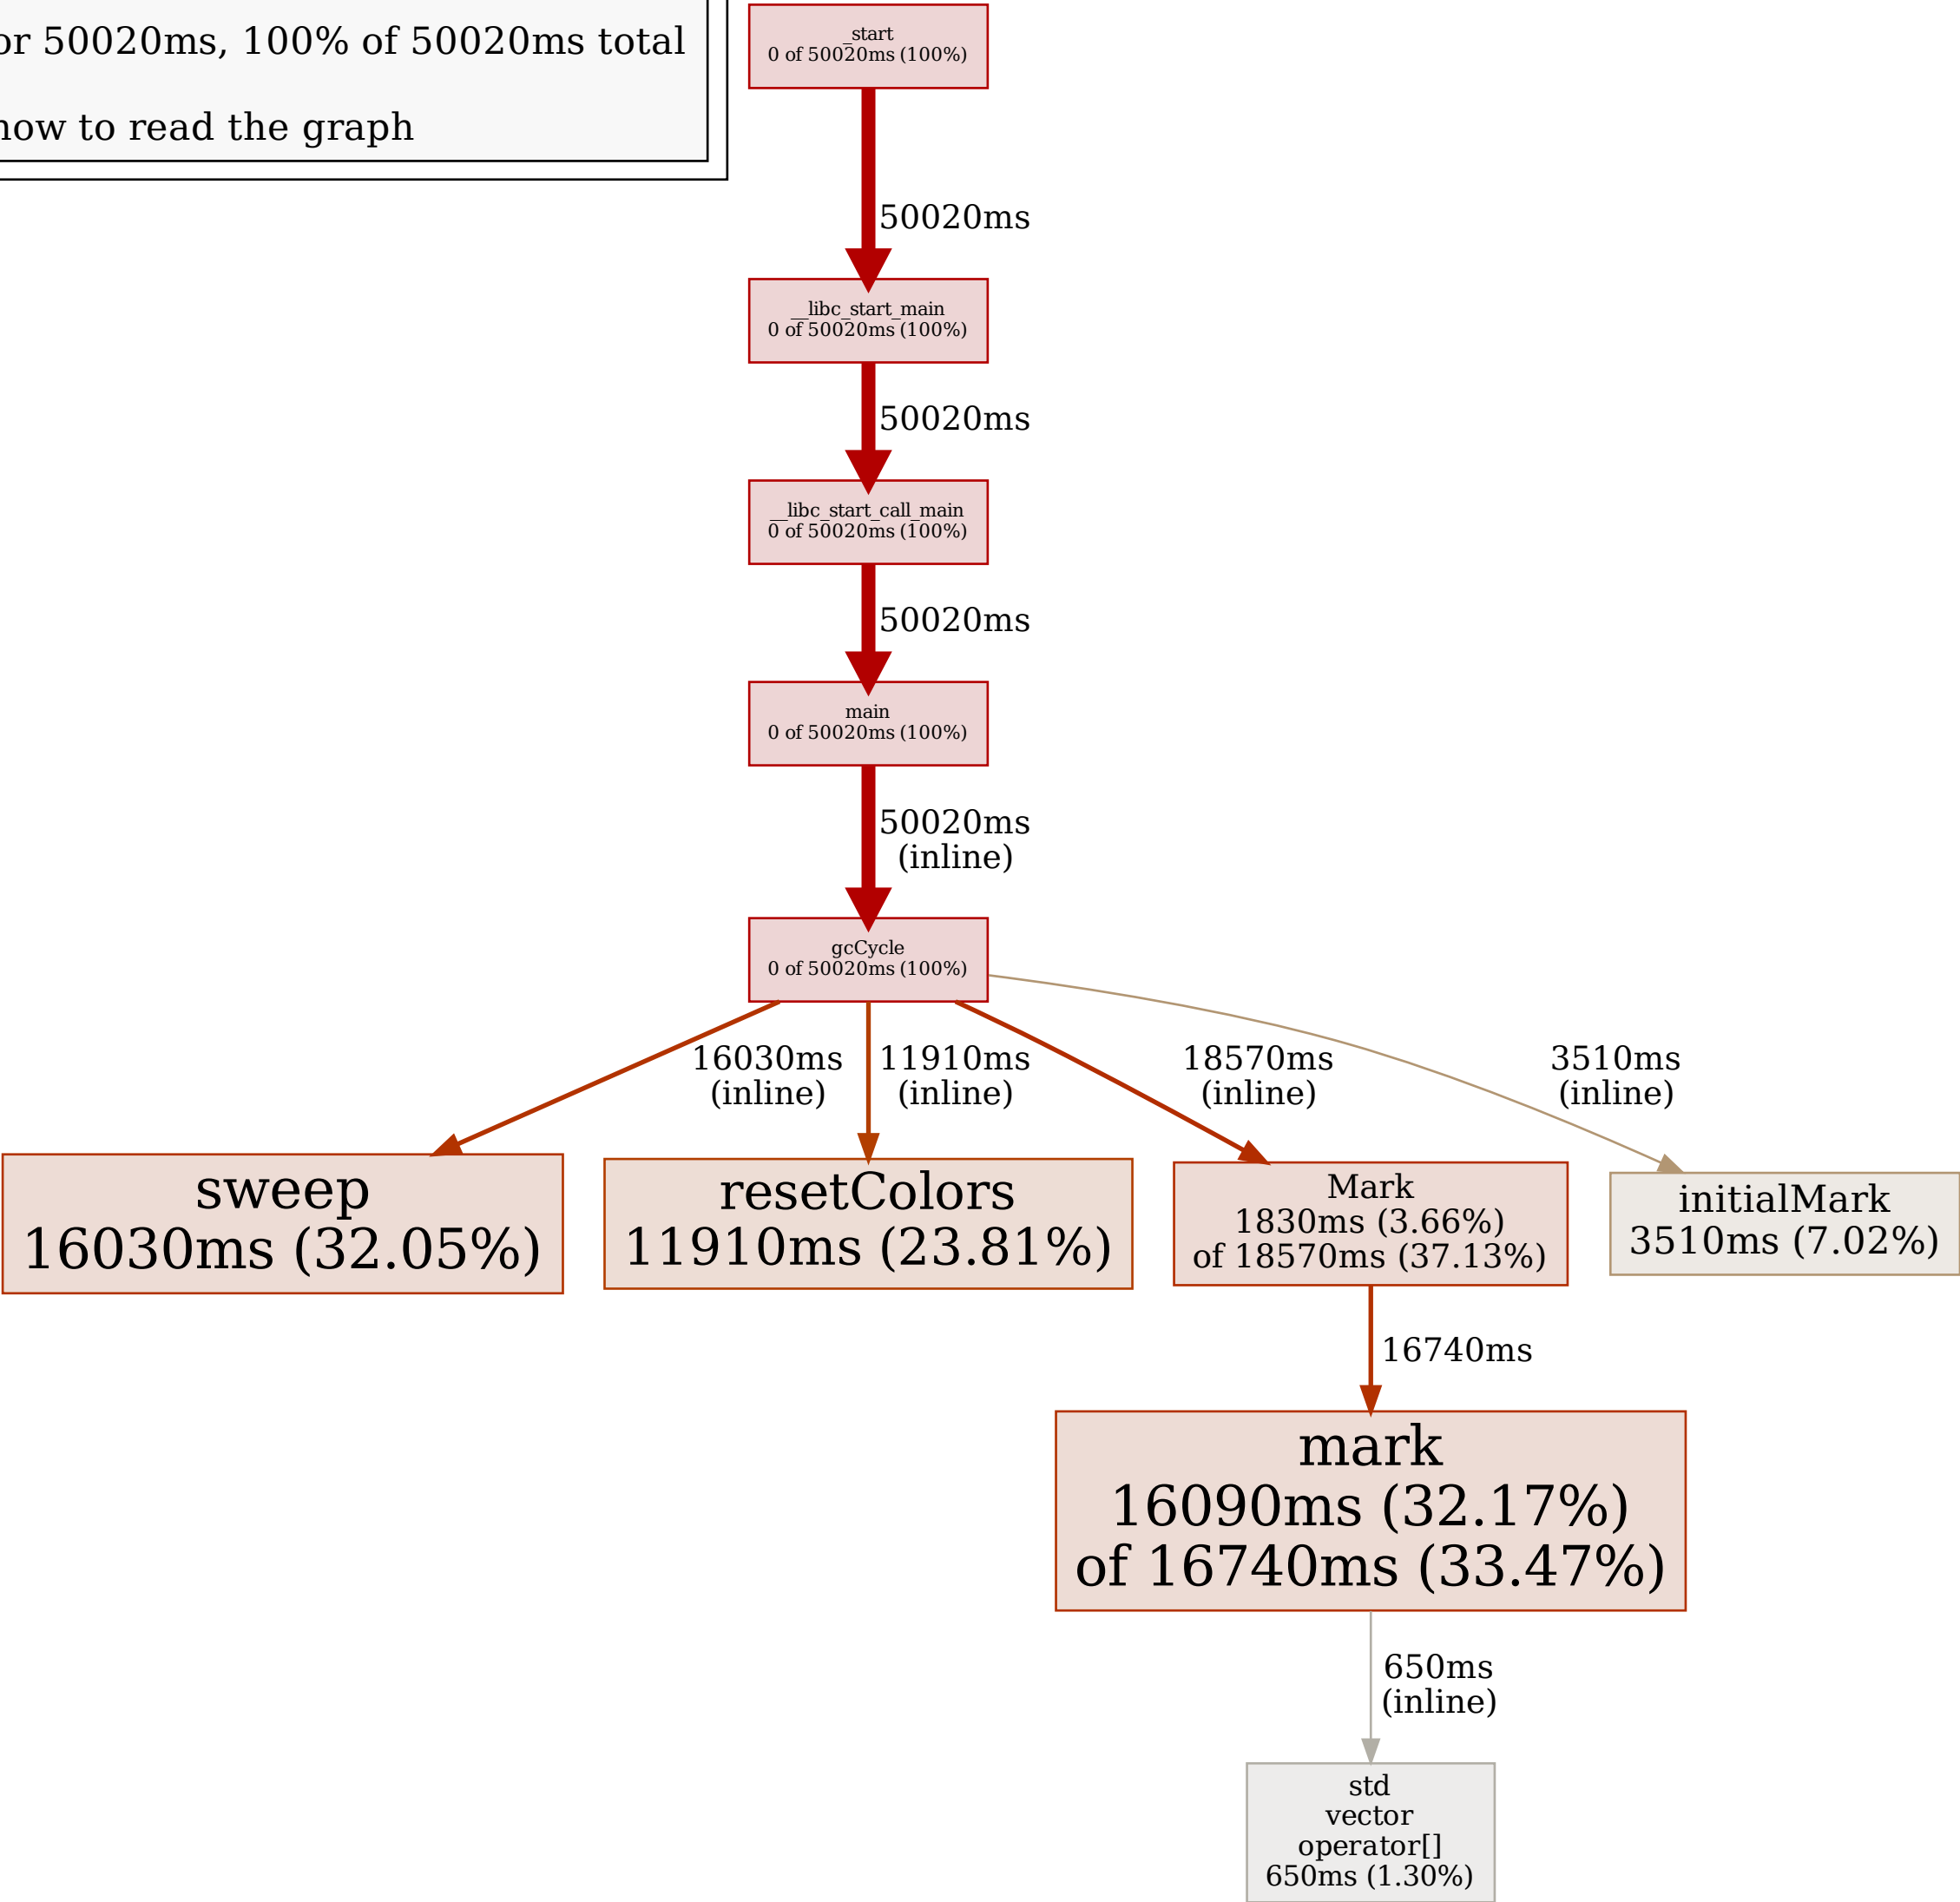 or 50020ms, 100% of 50020ms total
how to read the graph
_start
0 of 50020ms (100%)
50020ms
__libc_start_main
0 of 50020ms (100%)
50020ms
__libc_start_call_main
0 of 50020ms (100%)
50020ms
main
0 of 50020ms (100%)
50020ms
(inline)
gcCycle
0 of 50020ms (100%)
16030ms
(inline)
11910ms
(inline)
18570ms
(inline)
3510ms
(inline)
sweep
16030ms (32.05%)
resetColors
11910ms (23.81%)
Mark
1830ms (3.66%)
of 18570ms (37.13%)
initialMark
3510ms (7.02%)
16740ms
mark
16090ms (32.17%)
of 16740ms (33.47%)
650ms
(inline)
std
vector
operator[]
650ms (1.30%)